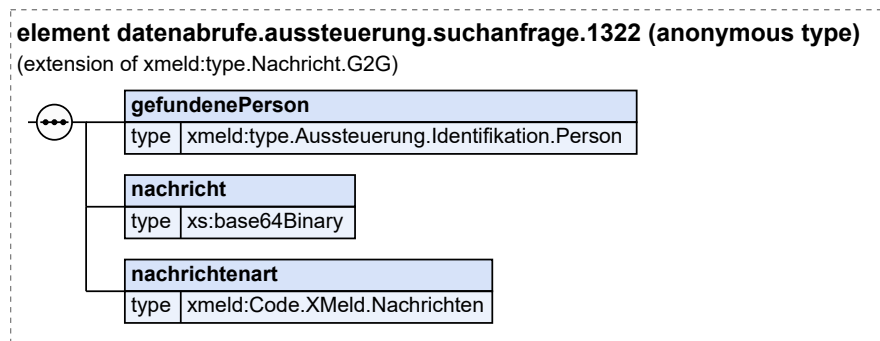 element datenabrufe.aussteuerung.suchanfrage.1322 (anonymous type)
(extension of xmeld:type.Nachricht.G2G)
gefundenePerson
type xmeld:type.Aussteuerung.Identifikation.Person
nachricht
type xs:base64Binary
nachrichtenart
type xmeld:Code.XMeld.Nachrichten